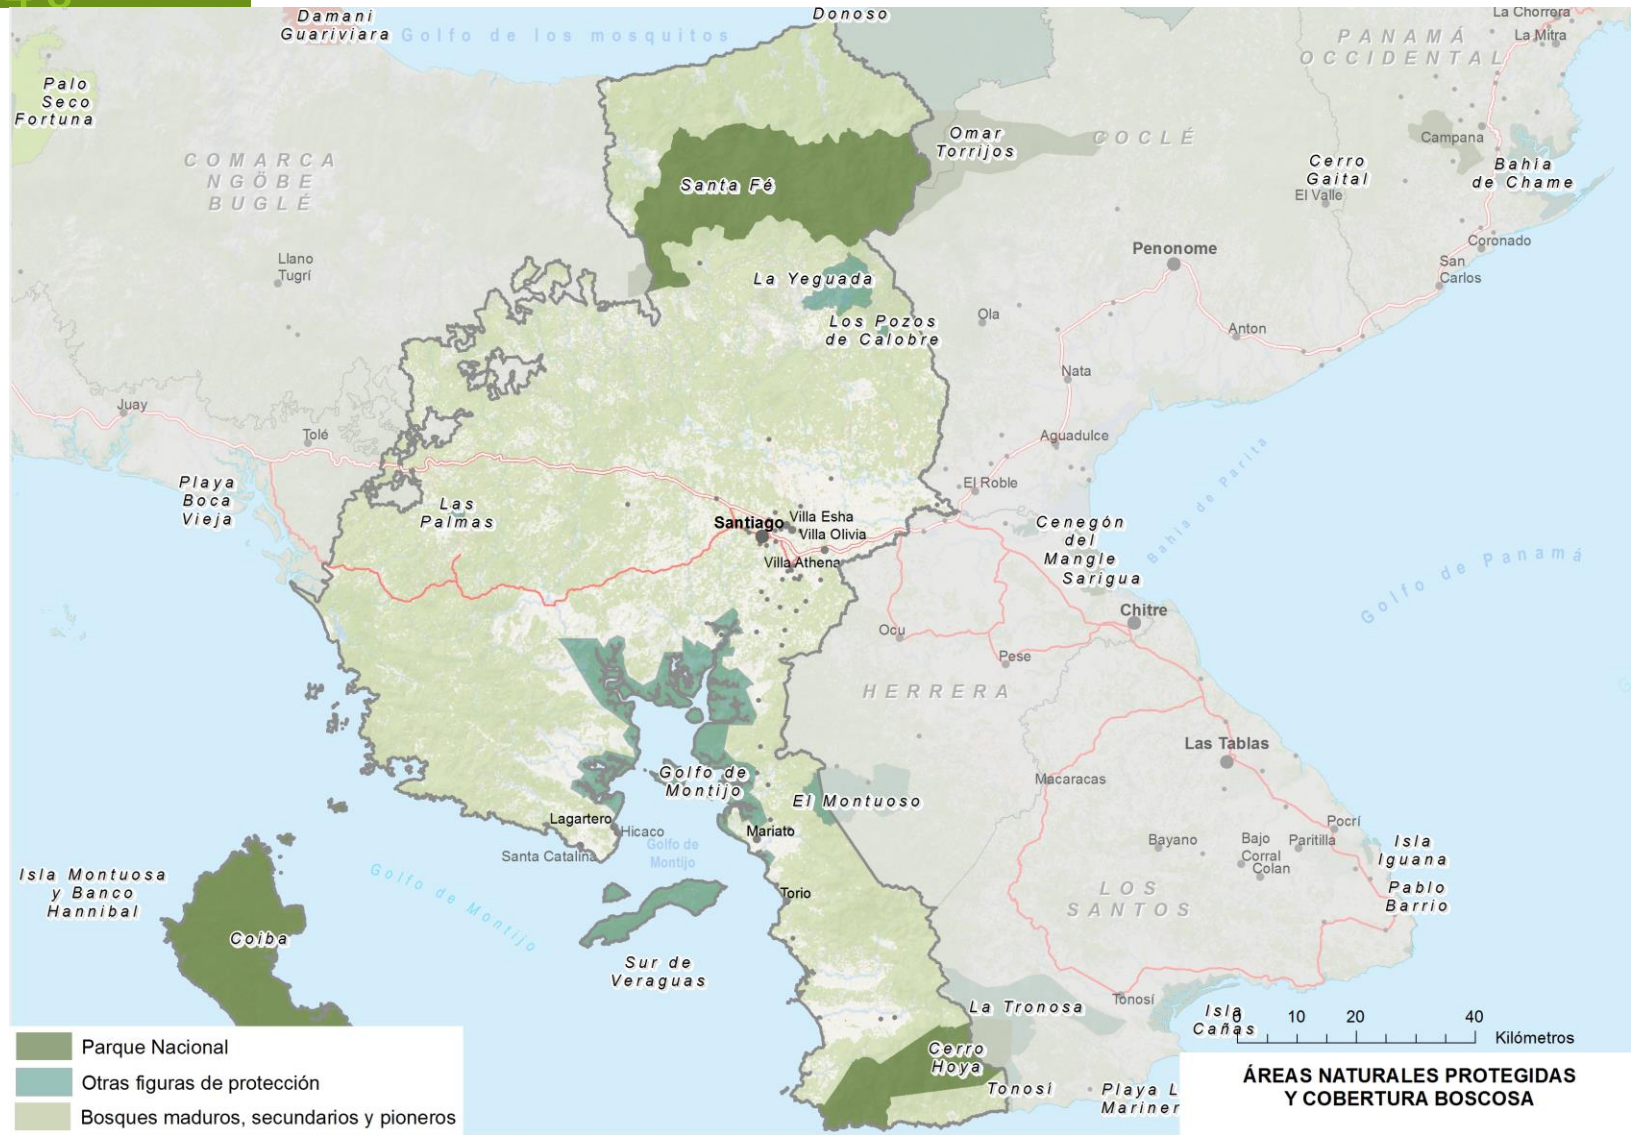 Damani
Guariviara
Golfo de los mosquitos
Donoso
La Chorrera
La Mitra
PANAMÁ
OCCIDENTAL
Palo
Seco
Fortuna
COMARCA
NGÖBE
BUGLÉ
Omar
Torrijos
COCLÉ
Campana
Cerro
Gaital
El Valle
Bahia
de Chame
Santa Fé
Llano
Tugrí
La Yeguada
Los Pozos
de Calobre
Penonome
Coronado
San
Carlos
Ola
Anton
Nata
Juay
Tolé
Aguadulce
El Roble
Bahia de Parita
Playa
Boca
Vieja
Las
Palmas
Santiago
Villa Esha
Villa Olivia
Villa Athena
Cenegón
del
Mangle
Sarigua
Golfo de Panamá
Chitre
Ocu
Pese
HERRERA
Las Tablas
Macaracas
Golfo de
Montijo
El Montuoso
Lagartero
Hicaco
Mariato
Santa Catalina
Golfo de
Montijo
Bayano
Bajo
Corral
Colan
Paritilla
Pocrí
Isla
Iguana
Pablo
Barrio
LOS
SANTOS
Isla Montuosa
y Banco
Hannibal
Golfo de Montijo
Torio
Coiba
Sur de
Veraguas
La Tronosa
Tonosí
Isla
Cañas
0 10 20 40
Kilómetros
Cerro
Hoya
Tonosí
Playa L
Mariner
Parque Nacional
Otras figuras de protección
Bosques maduros, secundarios y pioneros
ÁREAS NATURALES PROTEGIDAS
Y COBERTURA BOSCOSA